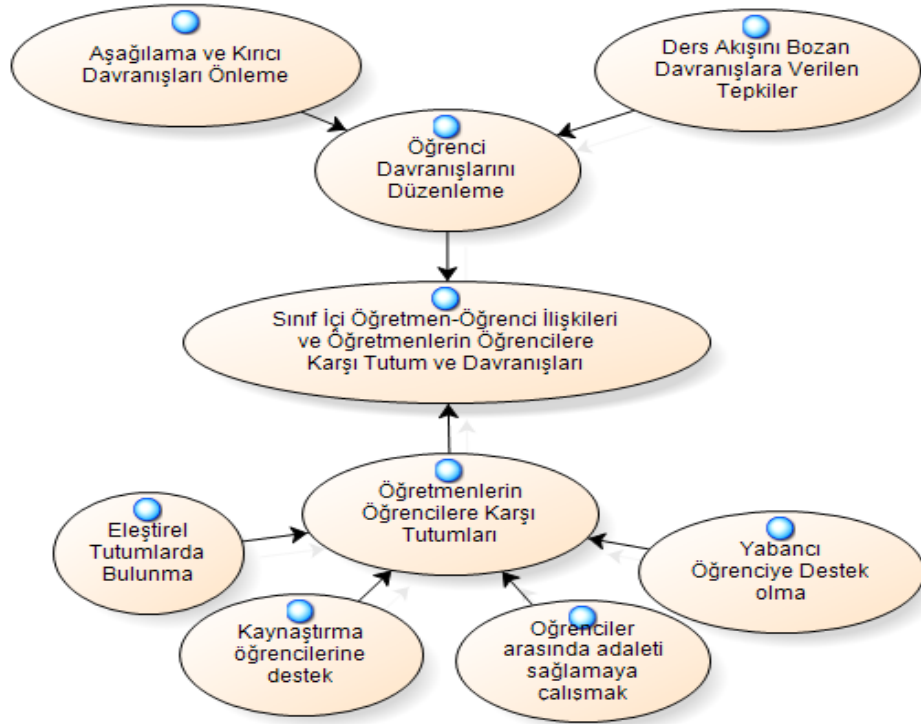 Aşağılama ve Kırıcı
Davranışları Önleme
Ders Akışını Bozan
Davranışlara Verilen
Tepkiler
Öğrenci
Davranışlarını
Düzenleme
Sınıf İçi Öğretmen-Öğrenci İlişkileri
ve Öğretmenlerin Öğrencilere
Karşı Tutum ve Davranışları
Öğretmenlerin
Öğrencilere Karşı
Tutumları
Eleştirel
Tutumlarda
Bulunma
Yabancı
Öğrenciye Destek
olma
Kaynaştırma
öğrencilerine
destek
Öğrenciler
arasında adaleti
sağlamaya
çalışmak